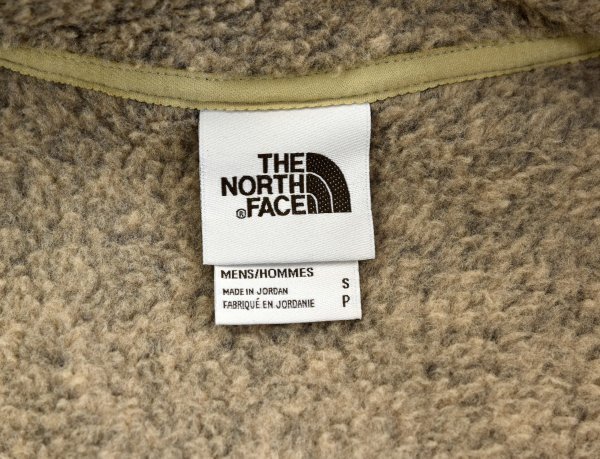 THE
NORTH
® FACE
MENS/HOMMES
MADE IN JORDAN S
FABRIQUÉ EN JORDANIE P